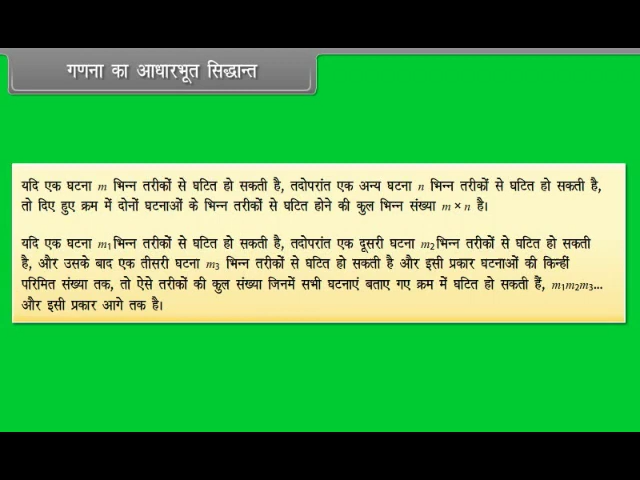 गणना का आधारभूत सिद्धान्त
यदि एक घटना m भिन्न तरीकों से घटित हो सकती है, तदोपरांत एक अन्य घटना n भिन्न तरीकों से घटित हो सकती है,
तो दिए हुए क्रम में दोनों घटनाओं के भिन्न तरीकों से घटित होने की कुल भिन्न संख्या m × n है।
यदि एक घटना m₁ भिन्न तरीकों से घटित हो सकती है, तदोपरांत एक दूसरी घटना m₂ भिन्न तरीकों से घटित हो सकती
है, और उसके बाद एक तीसरी घटना m₃ भिन्न तरीकों से घटित हो सकती है और इसी प्रकार घटनाओं की किन्हीं
परिमित संख्या तक, तो ऐसे तरीकों की कुल संख्या जिनमें सभी घटनाएं बताए गए क्रम में घटित हो सकती हैं, m₁m₂m₃...
और इसी प्रकार आगे तक है।